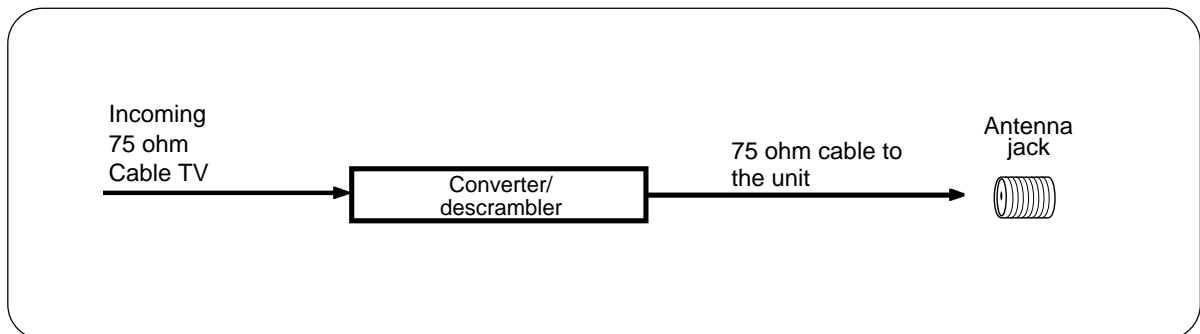 Incoming
75 ohm
Cable TV
Converter/
descrambler
75 ohm cable to
the unit
Antenna
jack